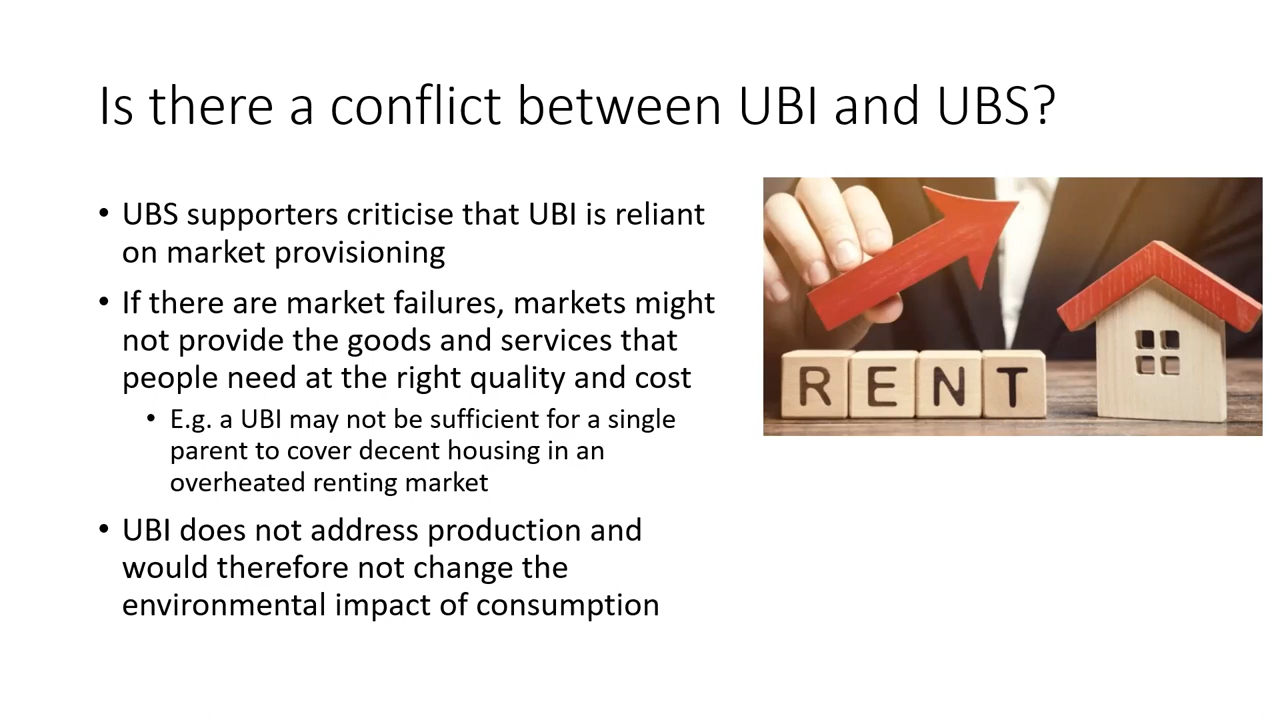 Is there a conflict between UBI and UBS?
• UBS supporters criticise that UBI is reliant
on market provisioning
• If there are market failures, markets might
not provide the goods and services that
people need at the right quality and cost
• E.g. a UBI may not be sufficient for a single
parent to cover decent housing in an
overheated renting market
• UBI does not address production and
would therefore not change the
environmental impact of consumption
RENT